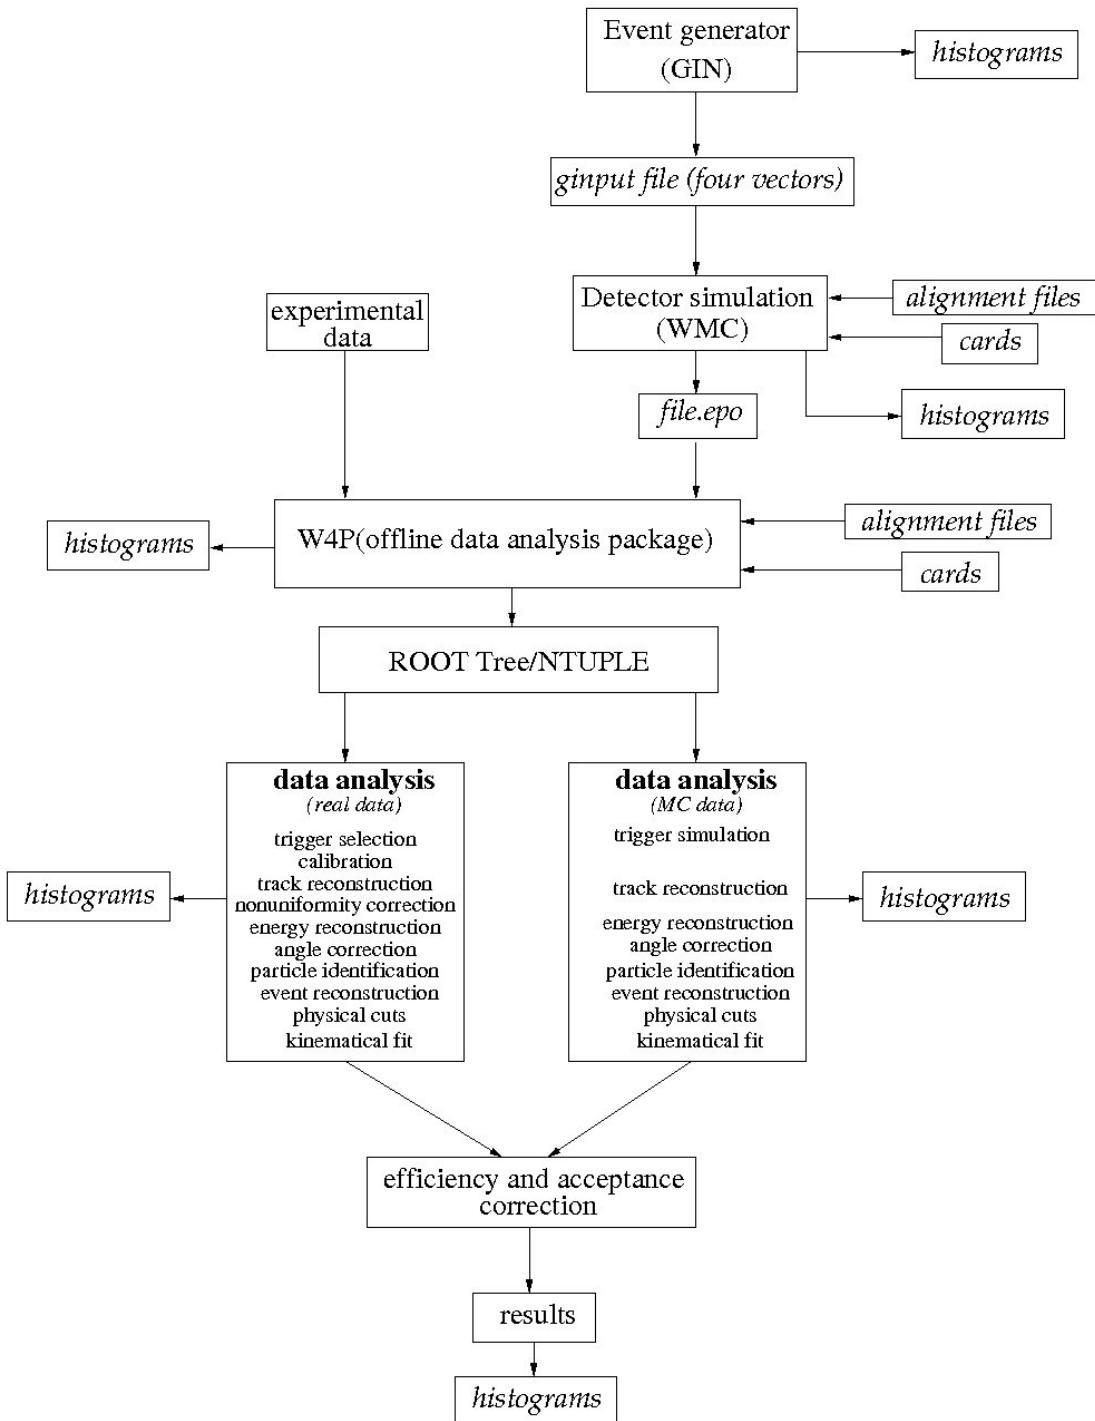 Event generator
(GIN)
histograms
ginput file (four vectors)
Detector simulation
(WMC)
alignment files
cards
experimental
data
file.epo
histograms
W4P(offline data analysis package)
alignment files
histograms
cards
ROOT Tree/NTUPLE
data analysis
(real data)
trigger selection
calibration
track reconstruction
nonuniformity correction
energy reconstruction
angle correction
particle identification
event reconstruction
physical cuts
kinematical fit
histograms
data analysis
(MC data)
trigger simulation
track reconstruction
energy reconstruction
angle correction
particle identification
event reconstruction
physical cuts
kinematical fit
histograms
efficiency and acceptance
correction
results
histograms